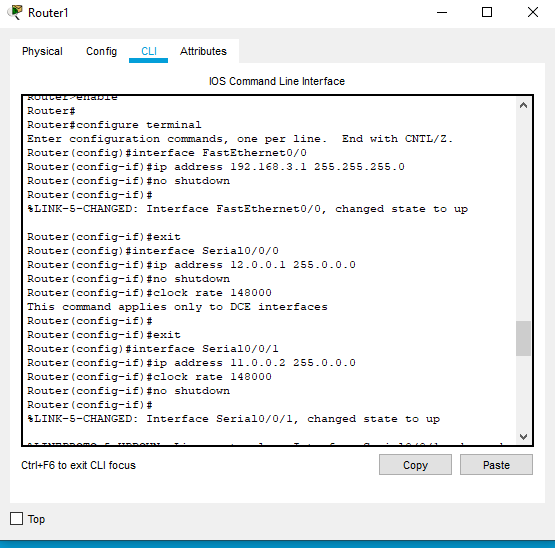 Router1
Physical Config CLI Attributes
IOS Command Line Interface
Router>enable
Router#
Router#configure terminal
Enter configuration commands, one per line.  End with CNTL/Z.
Router(config)#interface FastEthernet0/0
Router(config-if)#ip address 192.168.3.1 255.255.255.0
Router(config-if)#no shutdown
Router(config-if)#
%LINK-5-CHANGED: Interface FastEthernet0/0, changed state to up
Router(config-if)#exit
Router(config)#interface Serial0/0/0
Router(config-if)#ip address 12.0.0.1 255.0.0.0
Router(config-if)#no shutdown
Router(config-if)#clock rate 148000
This command applies only to DCE interfaces
Router(config-if)#
Router(config-if)#exit
Router(config)#interface Serial0/0/1
Router(config-if)#ip address 11.0.0.2 255.0.0.0
Router(config-if)#clock rate 148000
Router(config-if)#no shutdown
Router(config-if)#
%LINK-5-CHANGED: Interface Serial0/0/1, changed state to up
Ctrl+F6 to exit CLI focus
Copy Paste
Top